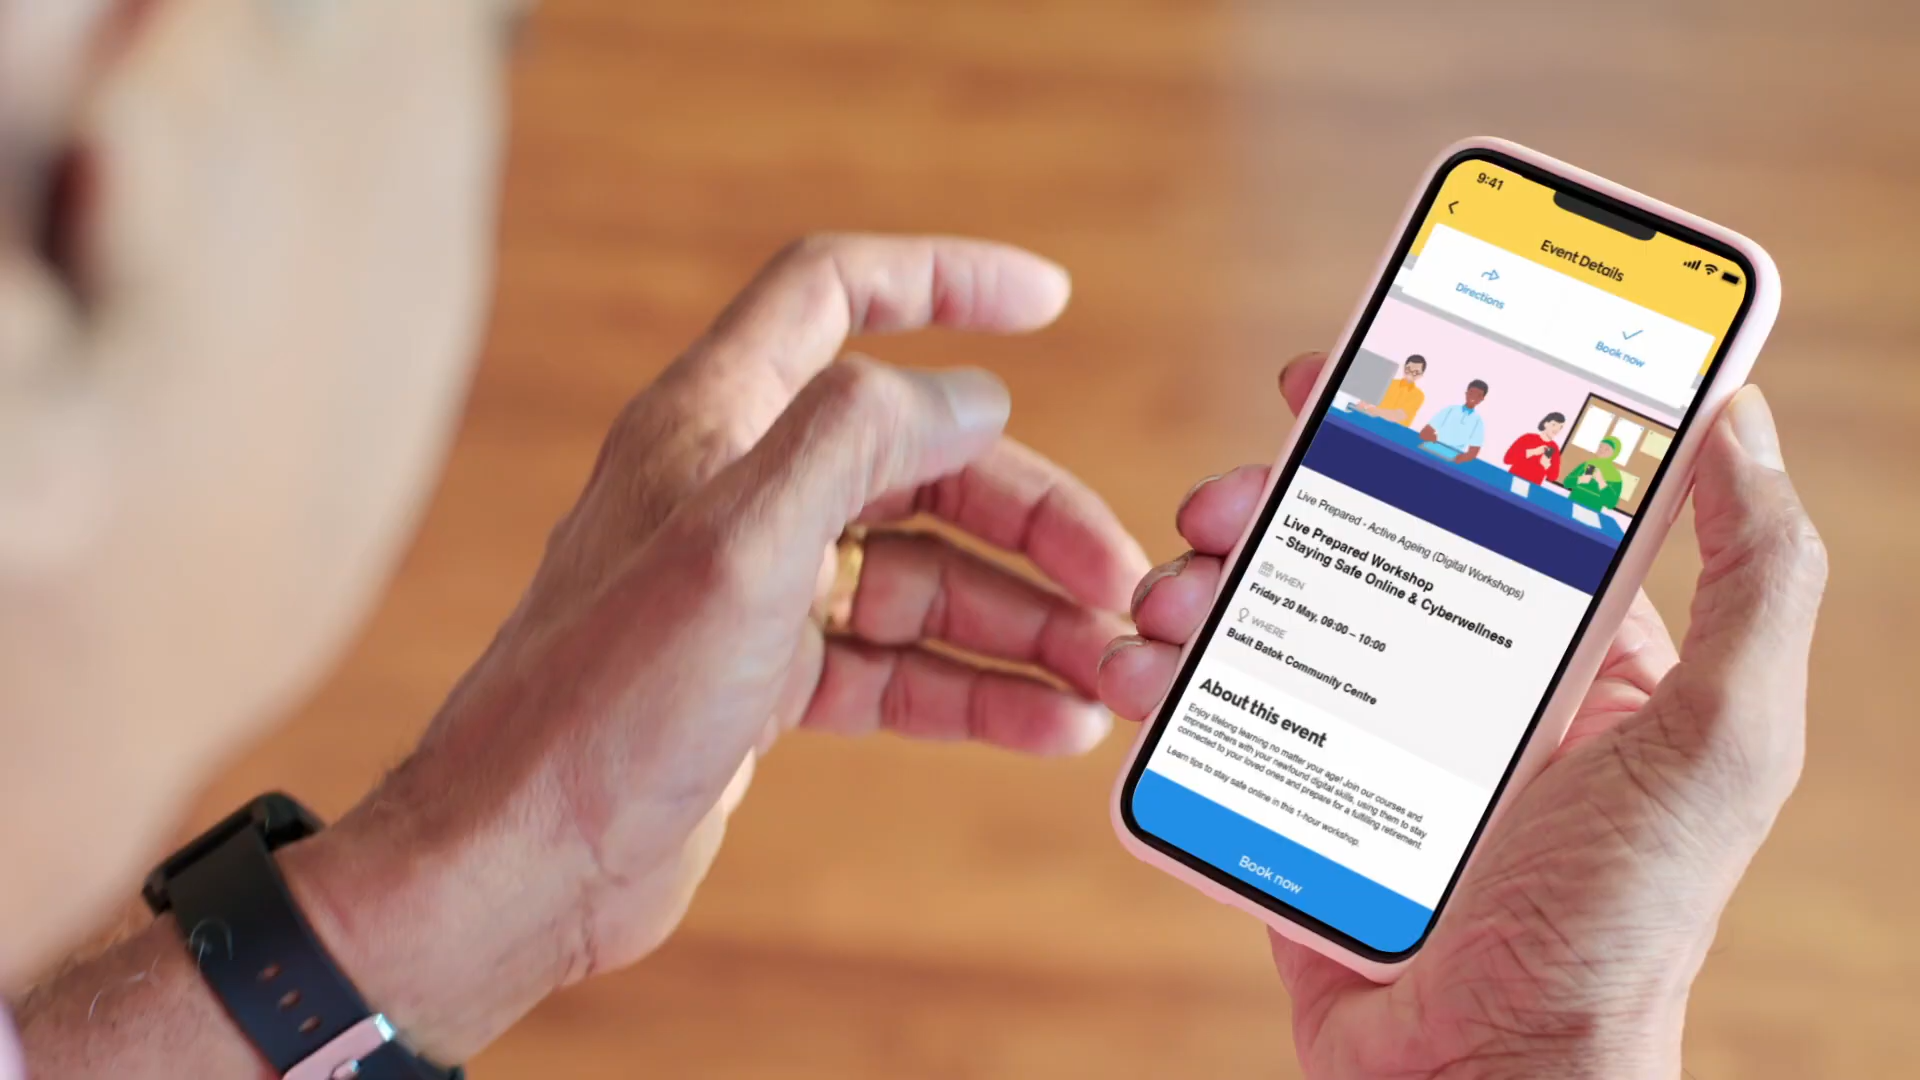 9:41
Event Details
Directions
Book now
Live Prepared - Active Ageing (Digital Workshops)
Live Prepared Workshop
– Staying Safe Online & Cyberwellness
WHEN
Friday 20 May, 09:00 – 10:00
WHERE
Bukit Batok Community Centre
About this event
Enjoy lifelong learning no matter your age! Join our courses and
impress others with your newfound digital skills, using them to stay
connected to your loved ones and prepare for a fulfilling retirement.
Learn tips to stay safe online in this 1-hour workshop.
Book now